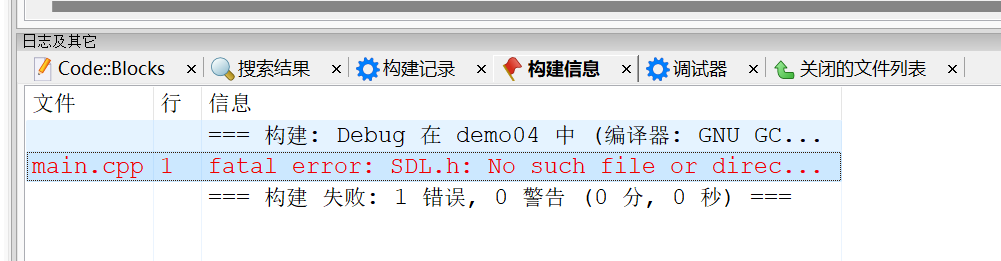 日志及其它
Code::Blocks × 搜索结果 × 构建记录 × 构建信息 × 调试器 × 关闭的文件列表 ×
文件 行 信息
=== 构建: Debug 在 demo04 中 (编译器: GNU GC...
main.cpp 1 fatal error: SDL.h: No such file or direc...
=== 构建 失败: 1 错误, 0 警告 (0 分, 0 秒) ===